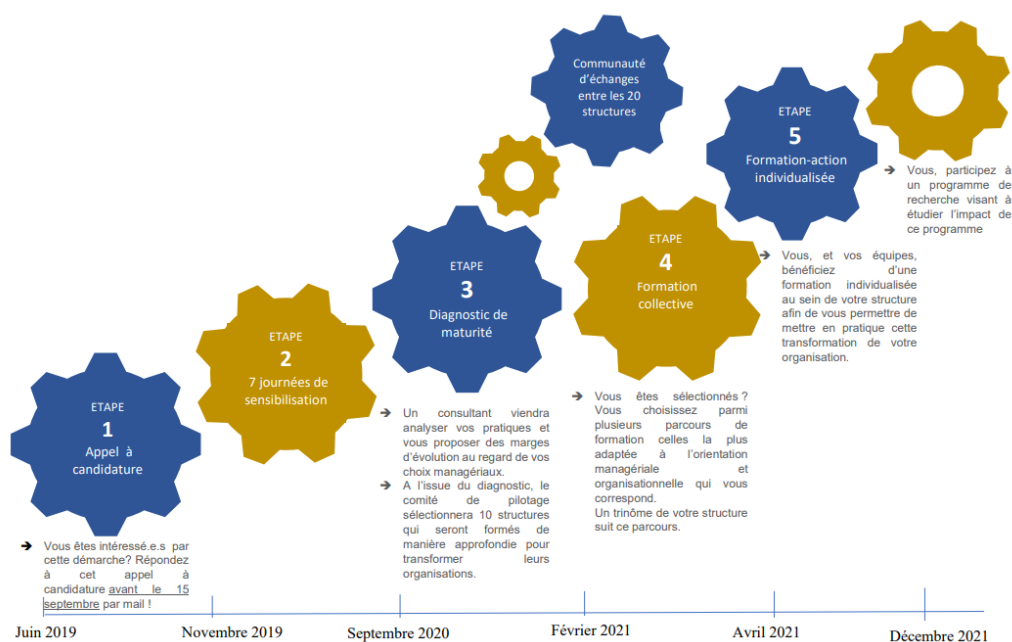 ETAPE
1
Appel à
candidature
Vous êtes intéressé.e.s par
cette démarche? Répondez
à cet appel à
candidature avant le 15
septembre par mail !
ETAPE
2
7 journées de
sensibilisation
ETAPE
3
Diagnostic de
maturité
Un consultant viendra
analyser vos pratiques et
vous proposer des marges
d'évolution au regard de vos
choix managériaux.
A l'issue du diagnostic, le
comité de pilotage
sélectionnera 10 structures
qui seront formés de
manière approfondie pour
transformer leurs
organisations.
Communauté
d'échanges
entre les 20
structures
ETAPE
4
Formation
collective
Vous êtes sélectionnés ?
Vous choisissez parmi
plusieurs parcours de
formation celles la plus
adaptée à l'orientation
managériale et
organisationnelle qui vous
correspond.
Un trinôme de votre structure
suit ce parcours.
ETAPE
5
Formation-action
individualisée
Vous, et vos équipes,
bénéficiez d'une
formation individualisée
au sein de votre structure
afin de vous permettre de
mettre en pratique cette
transformation de votre
organisation.
Vous, participez à
un programme de
recherche visant à
étudier l'impact de
ce programme
Juin 2019
Novembre 2019
Septembre 2020
Février 2021
Avril 2021
Décembre 2021